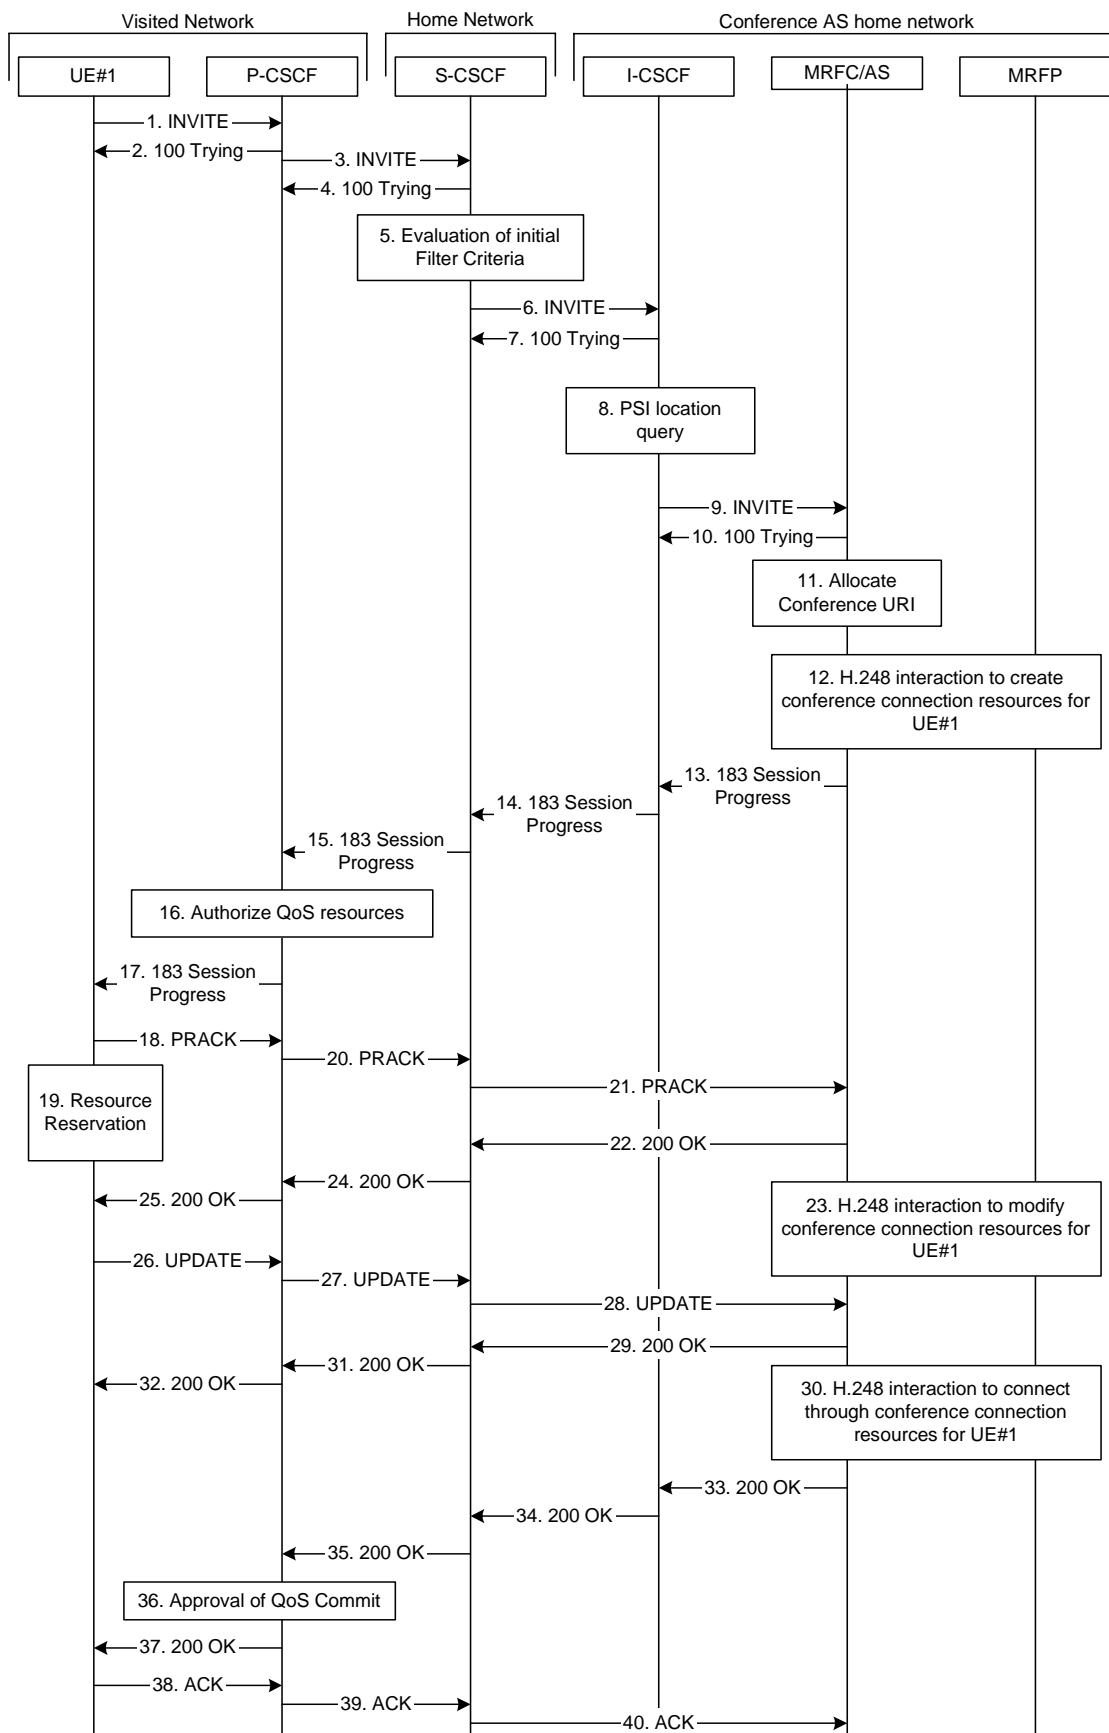 Visited Network
Home Network
Conference AS home network
UE#1
P-CSCF
S-CSCF
I-CSCF
MRFC/AS
MRFP
1. INVITE
2. 100 Trying
3. INVITE
4. 100 Trying
5. Evaluation of initial
Filter Criteria
6. INVITE
7. 100 Trying
8. PSI location
query
9. INVITE
10. 100 Trying
11. Allocate
Conference URI
12. H.248 interaction to create
conference connection resources for
UE#1
13. 183 Session
Progress
14. 183 Session
Progress
15. 183 Session
Progress
16. Authorize QoS resources
17. 183 Session
Progress
18. PRACK
20. PRACK
19. Resource
Reservation
21. PRACK
22. 200 OK
24. 200 OK
25. 200 OK
23. H.248 interaction to modify
conference connection resources for
UE#1
26. UPDATE
27. UPDATE
28. UPDATE
29. 200 OK
31. 200 OK
32. 200 OK
30. H.248 interaction to connect
through conference connection
resources for UE#1
33. 200 OK
34. 200 OK
35. 200 OK
36. Approval of QoS Commit
37. 200 OK
38. ACK
39. ACK
40. ACK